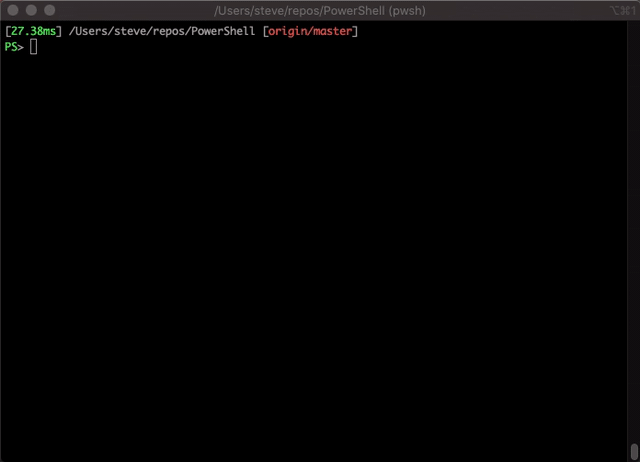 /Users/steve/repos/PowerShell (pwsh)
⌥⌘1
[27.38ms] /Users/steve/repos/PowerShell [origin/master]
PS>